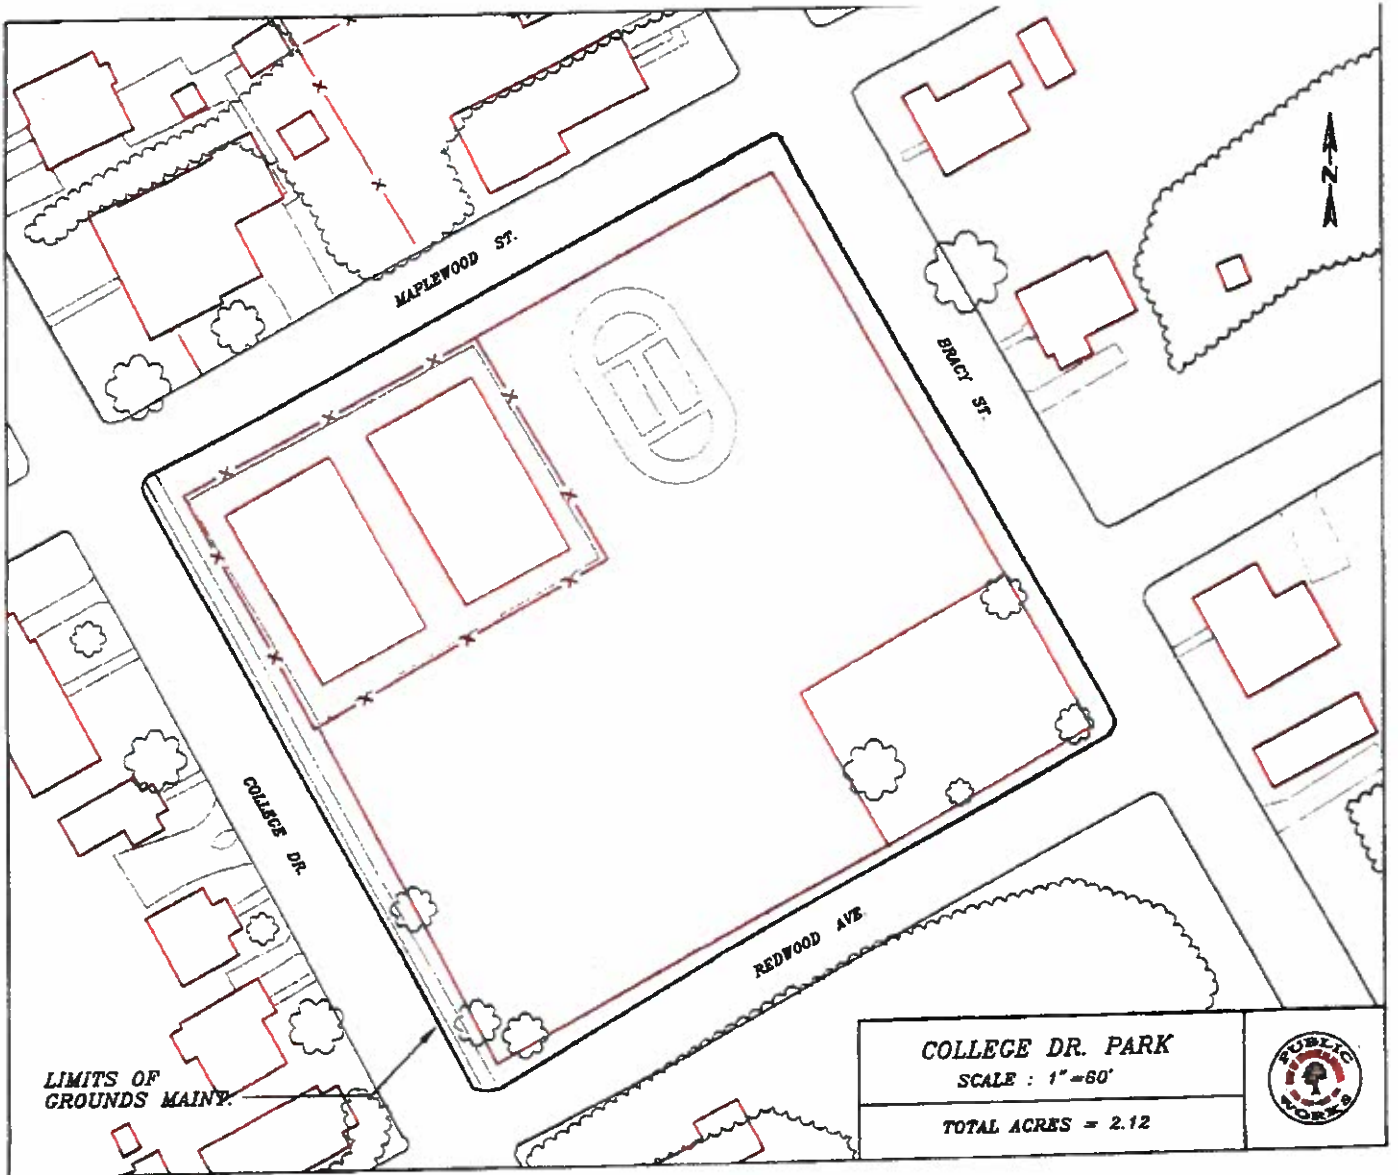 N
MAPLEWOOD ST.
BRACY ST.
COLLEGE DR.
REDWOOD AVE.
LIMITS OF
GROUNDS MAINT.
COLLEGE DR. PARK
SCALE : 1"=60'
TOTAL ACRES = 2.12
PUBLIC
WORKS